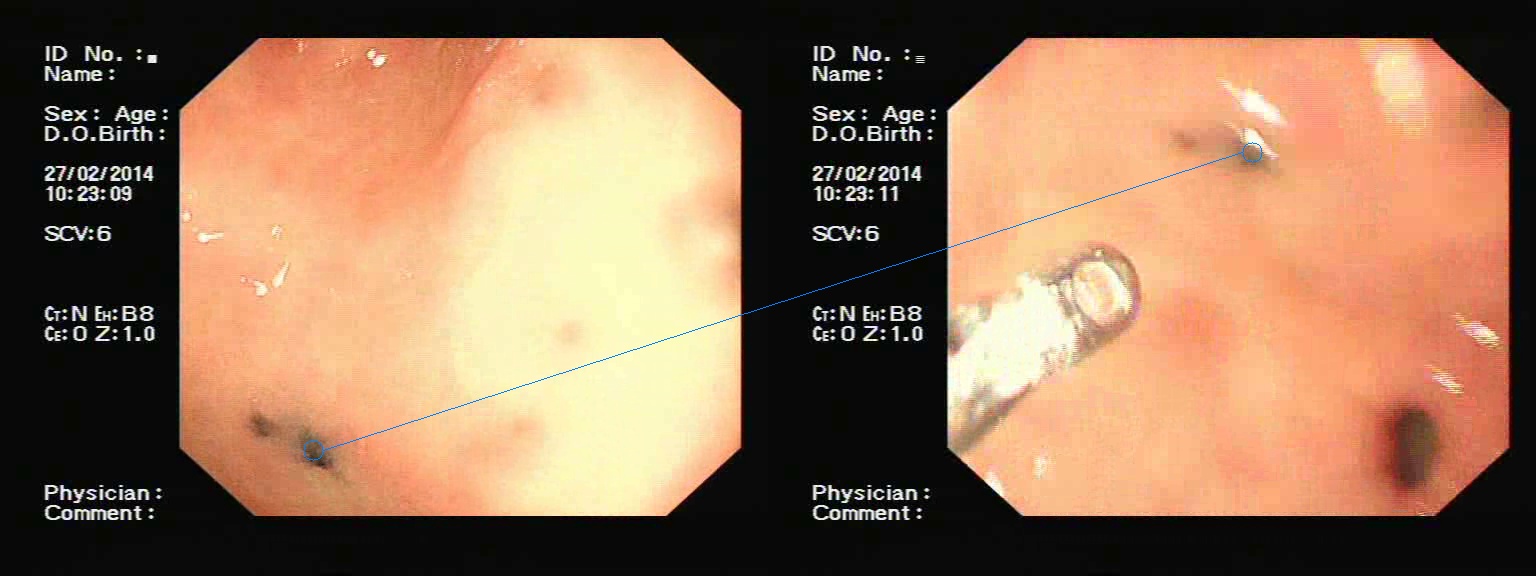 ID No. :
Name:
Sex: Age:
D.O.Birth:
27/02/2014
10:23:09
SCV:6
CT:N EH:B8
CE:0 Z:1.0
Physician:
Comment:
ID No. :
Name:
Sex: Age:
D.O.Birth:
27/02/2014
10:23:11
SCV:6
CT:N EH:B8
CE:0 Z:1.0
Physician:
Comment: